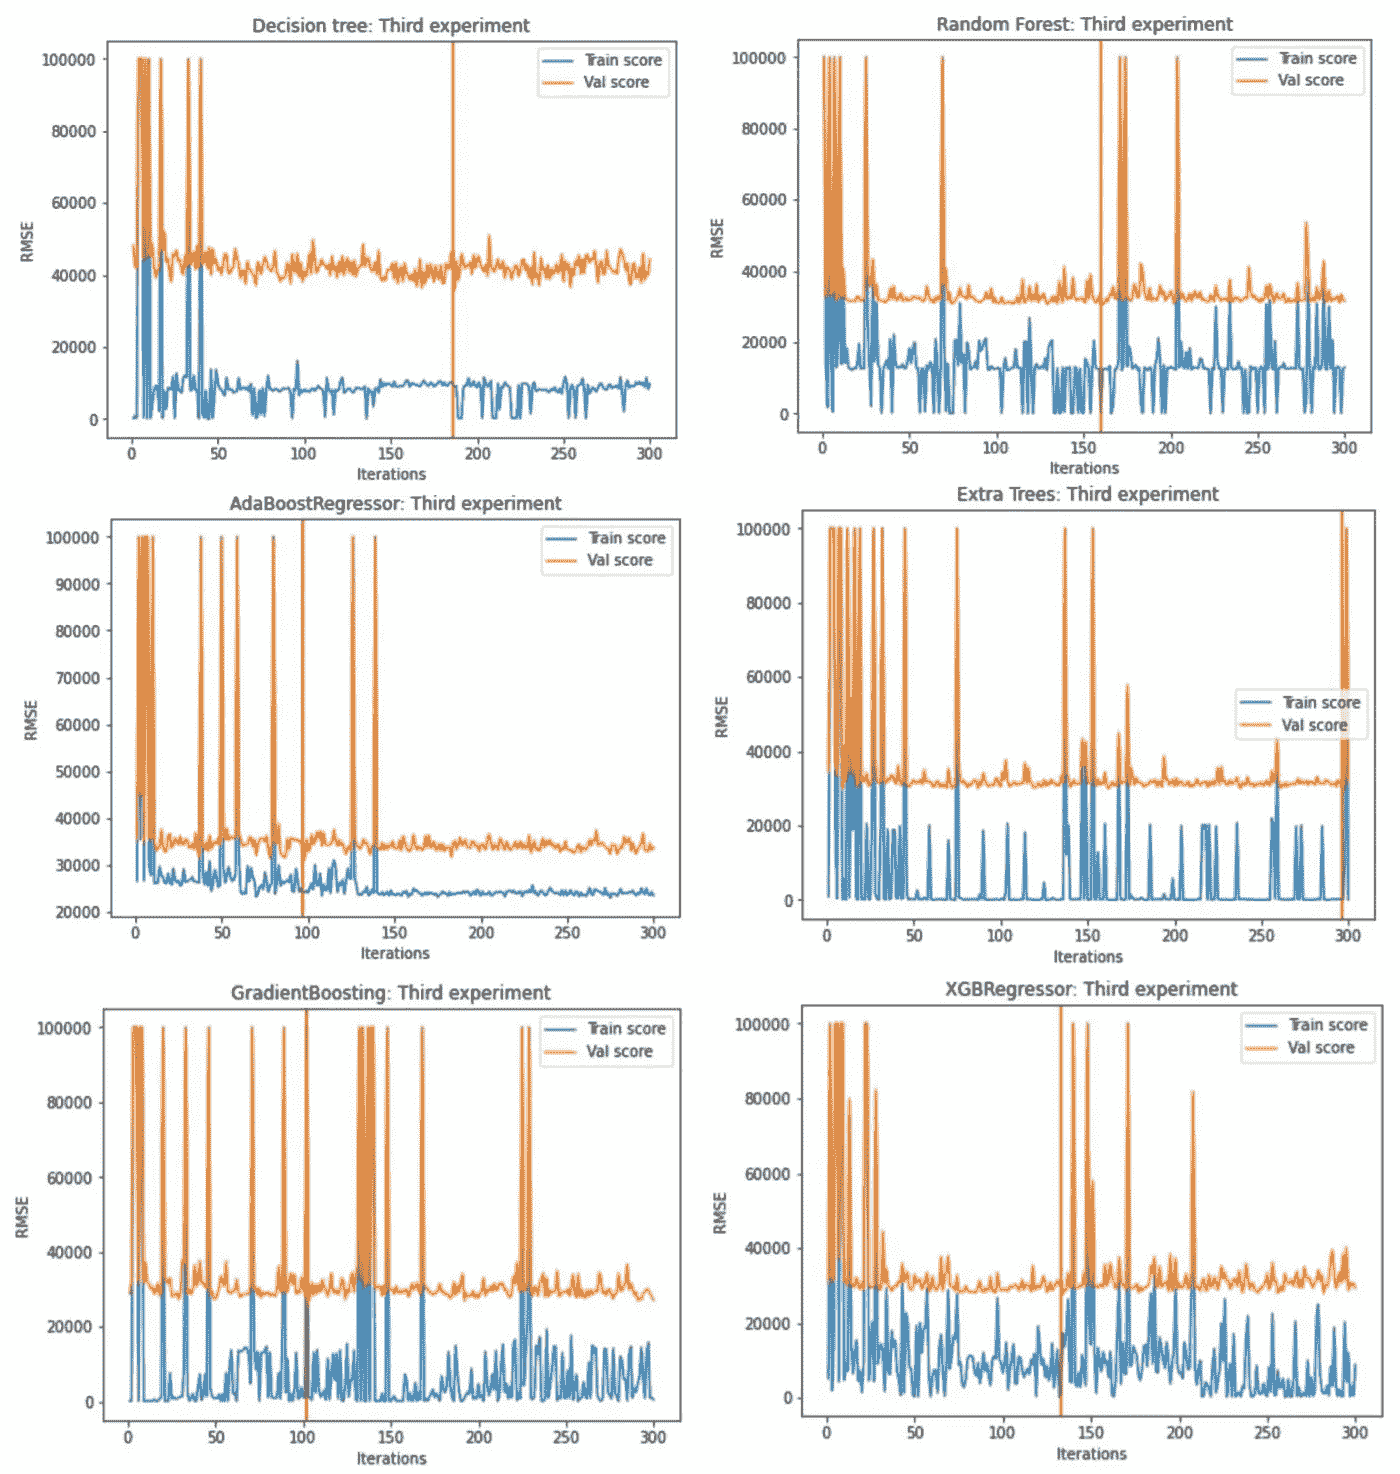 Decision tree: Third experiment
Train score
Val score
100000
80000
60000
40000
20000
0
RMSE
0 50 100 150 200 250 300
Iterations
Random Forest: Third experiment
Train score
Val score
100000
80000
60000
40000
20000
0
RMSE
0 50 100 150 200 250 300
Iterations
AdaBoostRegressor: Third experiment
Train score
Val score
100000
90000
80000
70000
60000
50000
40000
30000
20000
RMSE
0 50 100 150 200 250 300
Iterations
Extra Trees: Third experiment
100000
80000
60000
40000
20000
0
Train score
Val score
RMSE
0 50 100 150 200 250 300
Iterations
GradientBoosting: Third experiment
Train score
Val score
100000
80000
60000
40000
20000
0
RMSE
0 50 100 150 200 250 300
Iterations
XGBRegressor: Third experiment
Train score
Val score
100000
80000
60000
40000
20000
0
RMSE
0 50 100 150 200 250 300
Iterations